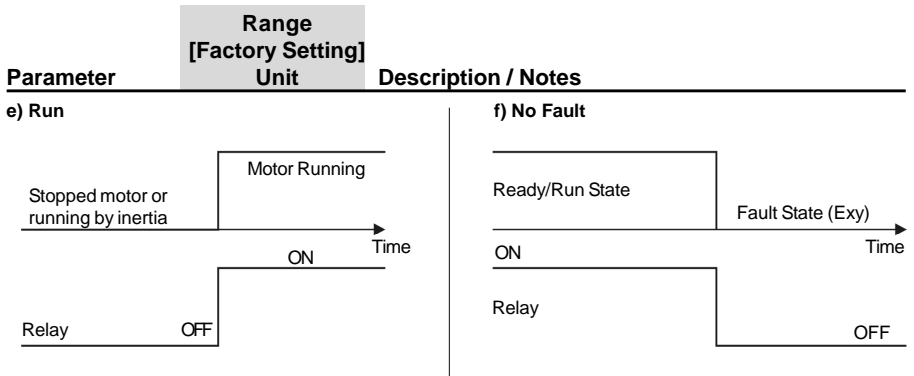 Range
[Factory Setting]
Parameter Unit Description / Notes
e) Run
Motor Running
Stopped motor or
running by inertia
Time
ON
Relay OFF
f) No Fault
Ready/Run State
Fault State (Exy)
Time
ON
Relay
OFF